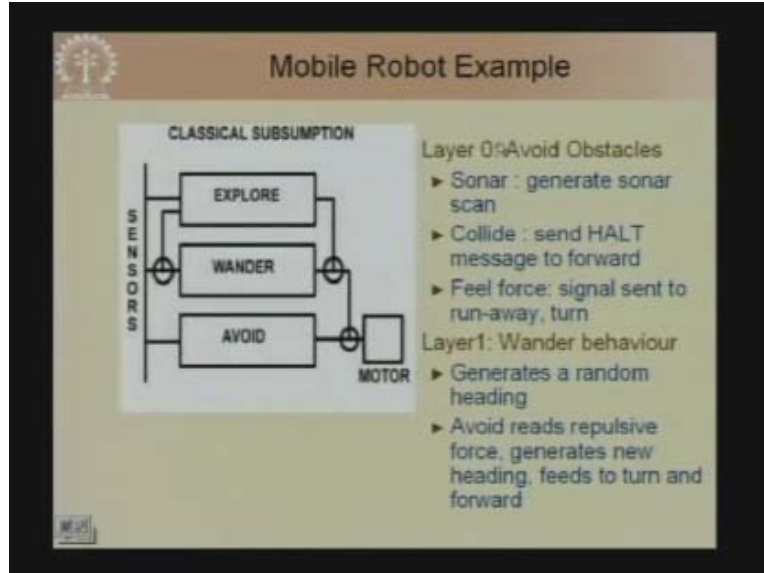 Mobile Robot Example
CLASSICAL SUBSUMPTION
SENSORS
EXPLORE
WANDER
AVOID
MOTOR
Layer 0: Avoid Obstacles
► Sonar : generate sonar
scan
► Collide : send HALT
message to forward
► Feel force: signal sent to
run-away, turn
Layer1: Wander behaviour
► Generates a random
heading
► Avoid reads repulsive
force, generates new
heading, feeds to turn and
forward